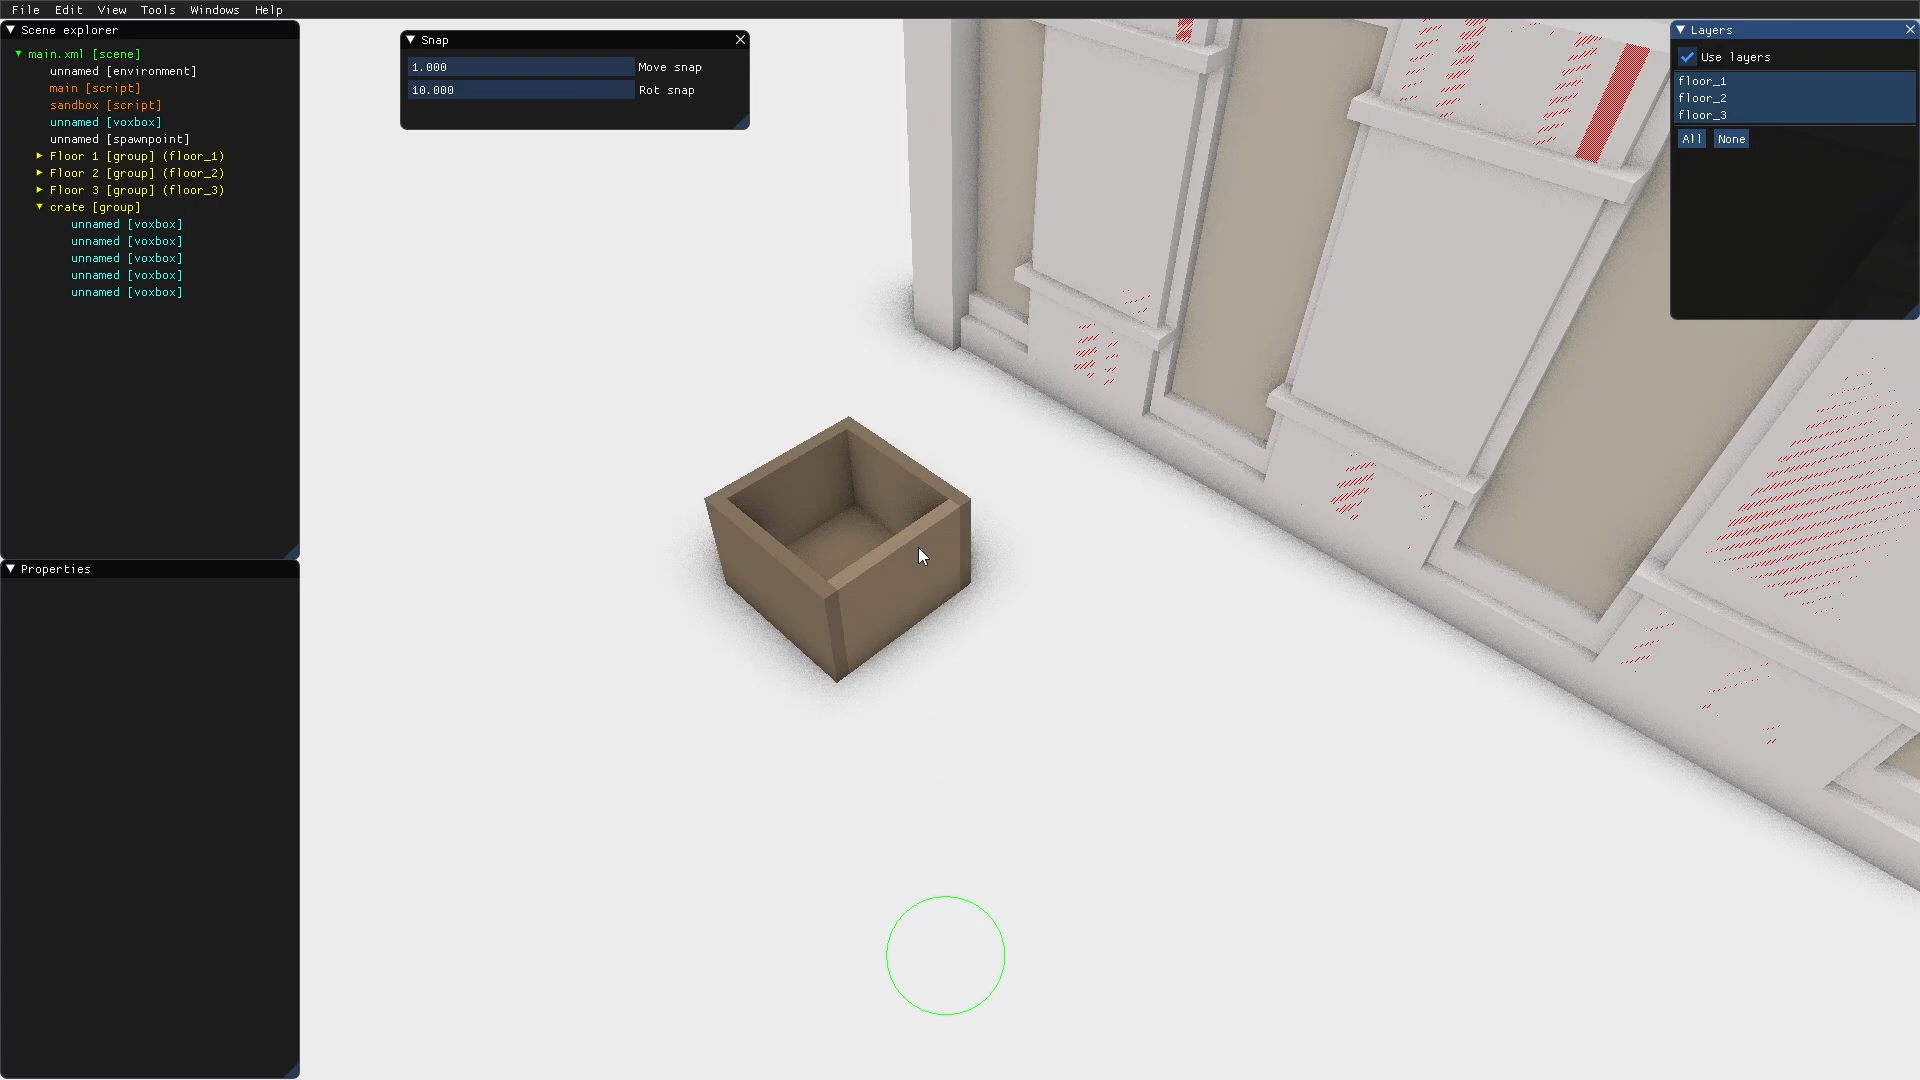 File Edit View Tools Windows Help
Scene explorer
main.xml [scene]
unnamed [environment]
main [script]
sandbox [script]
unnamed [voxbox]
unnamed [spawnpoint]
Floor 1 [group] (floor_1)
Floor 2 [group] (floor_2)
Floor 3 [group] (floor_3)
crate [group]
unnamed [voxbox]
unnamed [voxbox]
unnamed [voxbox]
unnamed [voxbox]
unnamed [voxbox]
Properties
Snap
1.000 Move snap
10.000 Rot snap
Layers
Use layers
floor_1
floor_2
floor_3
All None